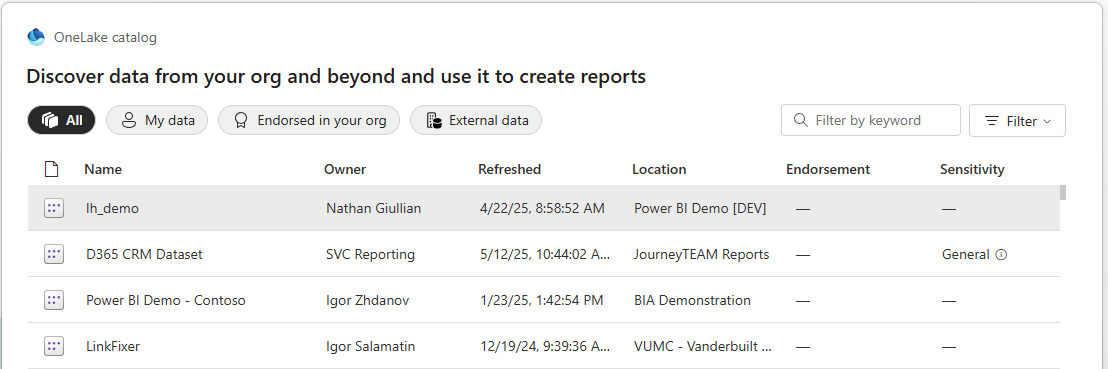 OneLake catalog
Discover data from your org and beyond and use it to create reports
All My data Endorsed in your org External data Filter by keyword Filter
Name Owner Refreshed Location Endorsement Sensitivity
lh_demo Nathan Giullian 4/22/25, 8:58:52 AM Power BI Demo [DEV] — —
D365 CRM Dataset SVC Reporting 5/12/25, 10:44:02 A... JourneyTEAM Reports — General
Power BI Demo - Contoso Igor Zhdanov 1/23/25, 1:42:54 PM BIA Demonstration — —
LinkFixer Igor Salamatin 12/19/24, 9:39:36 A... VUMC - Vanderbuilt ... — —